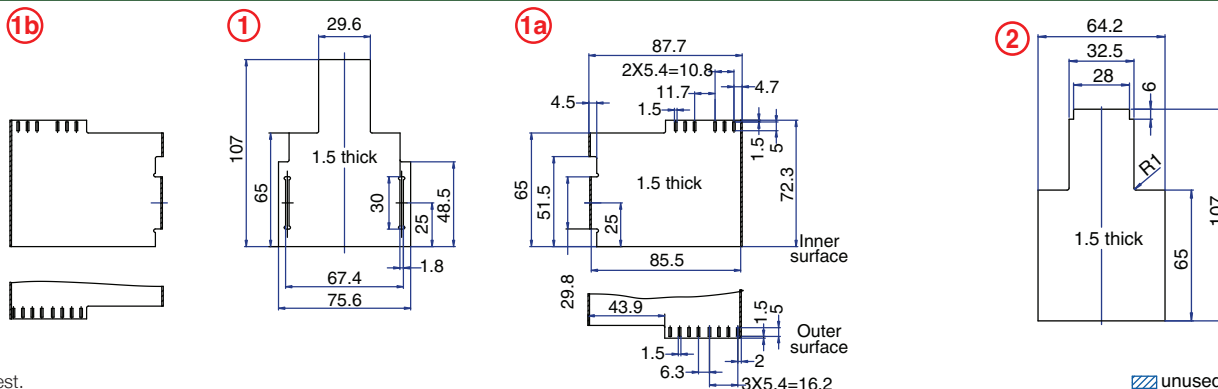 1b
1
1a
2
29.6
107
65
1.5 thick
30
25
48.5
1.8
67.4
75.6
87.7
2X5.4=10.8
11.7
4.7
4.5
1.5
1.5
5
65
51.5
1.5 thick
25
72.3
29.8
85.5
Inner
surface
43.9
1.5
5
Outer
surface
1.5
2
6.3
3X5.4=16.2
64.2
32.5
28
6
R1
1.5 thick
65
107
est.
unused